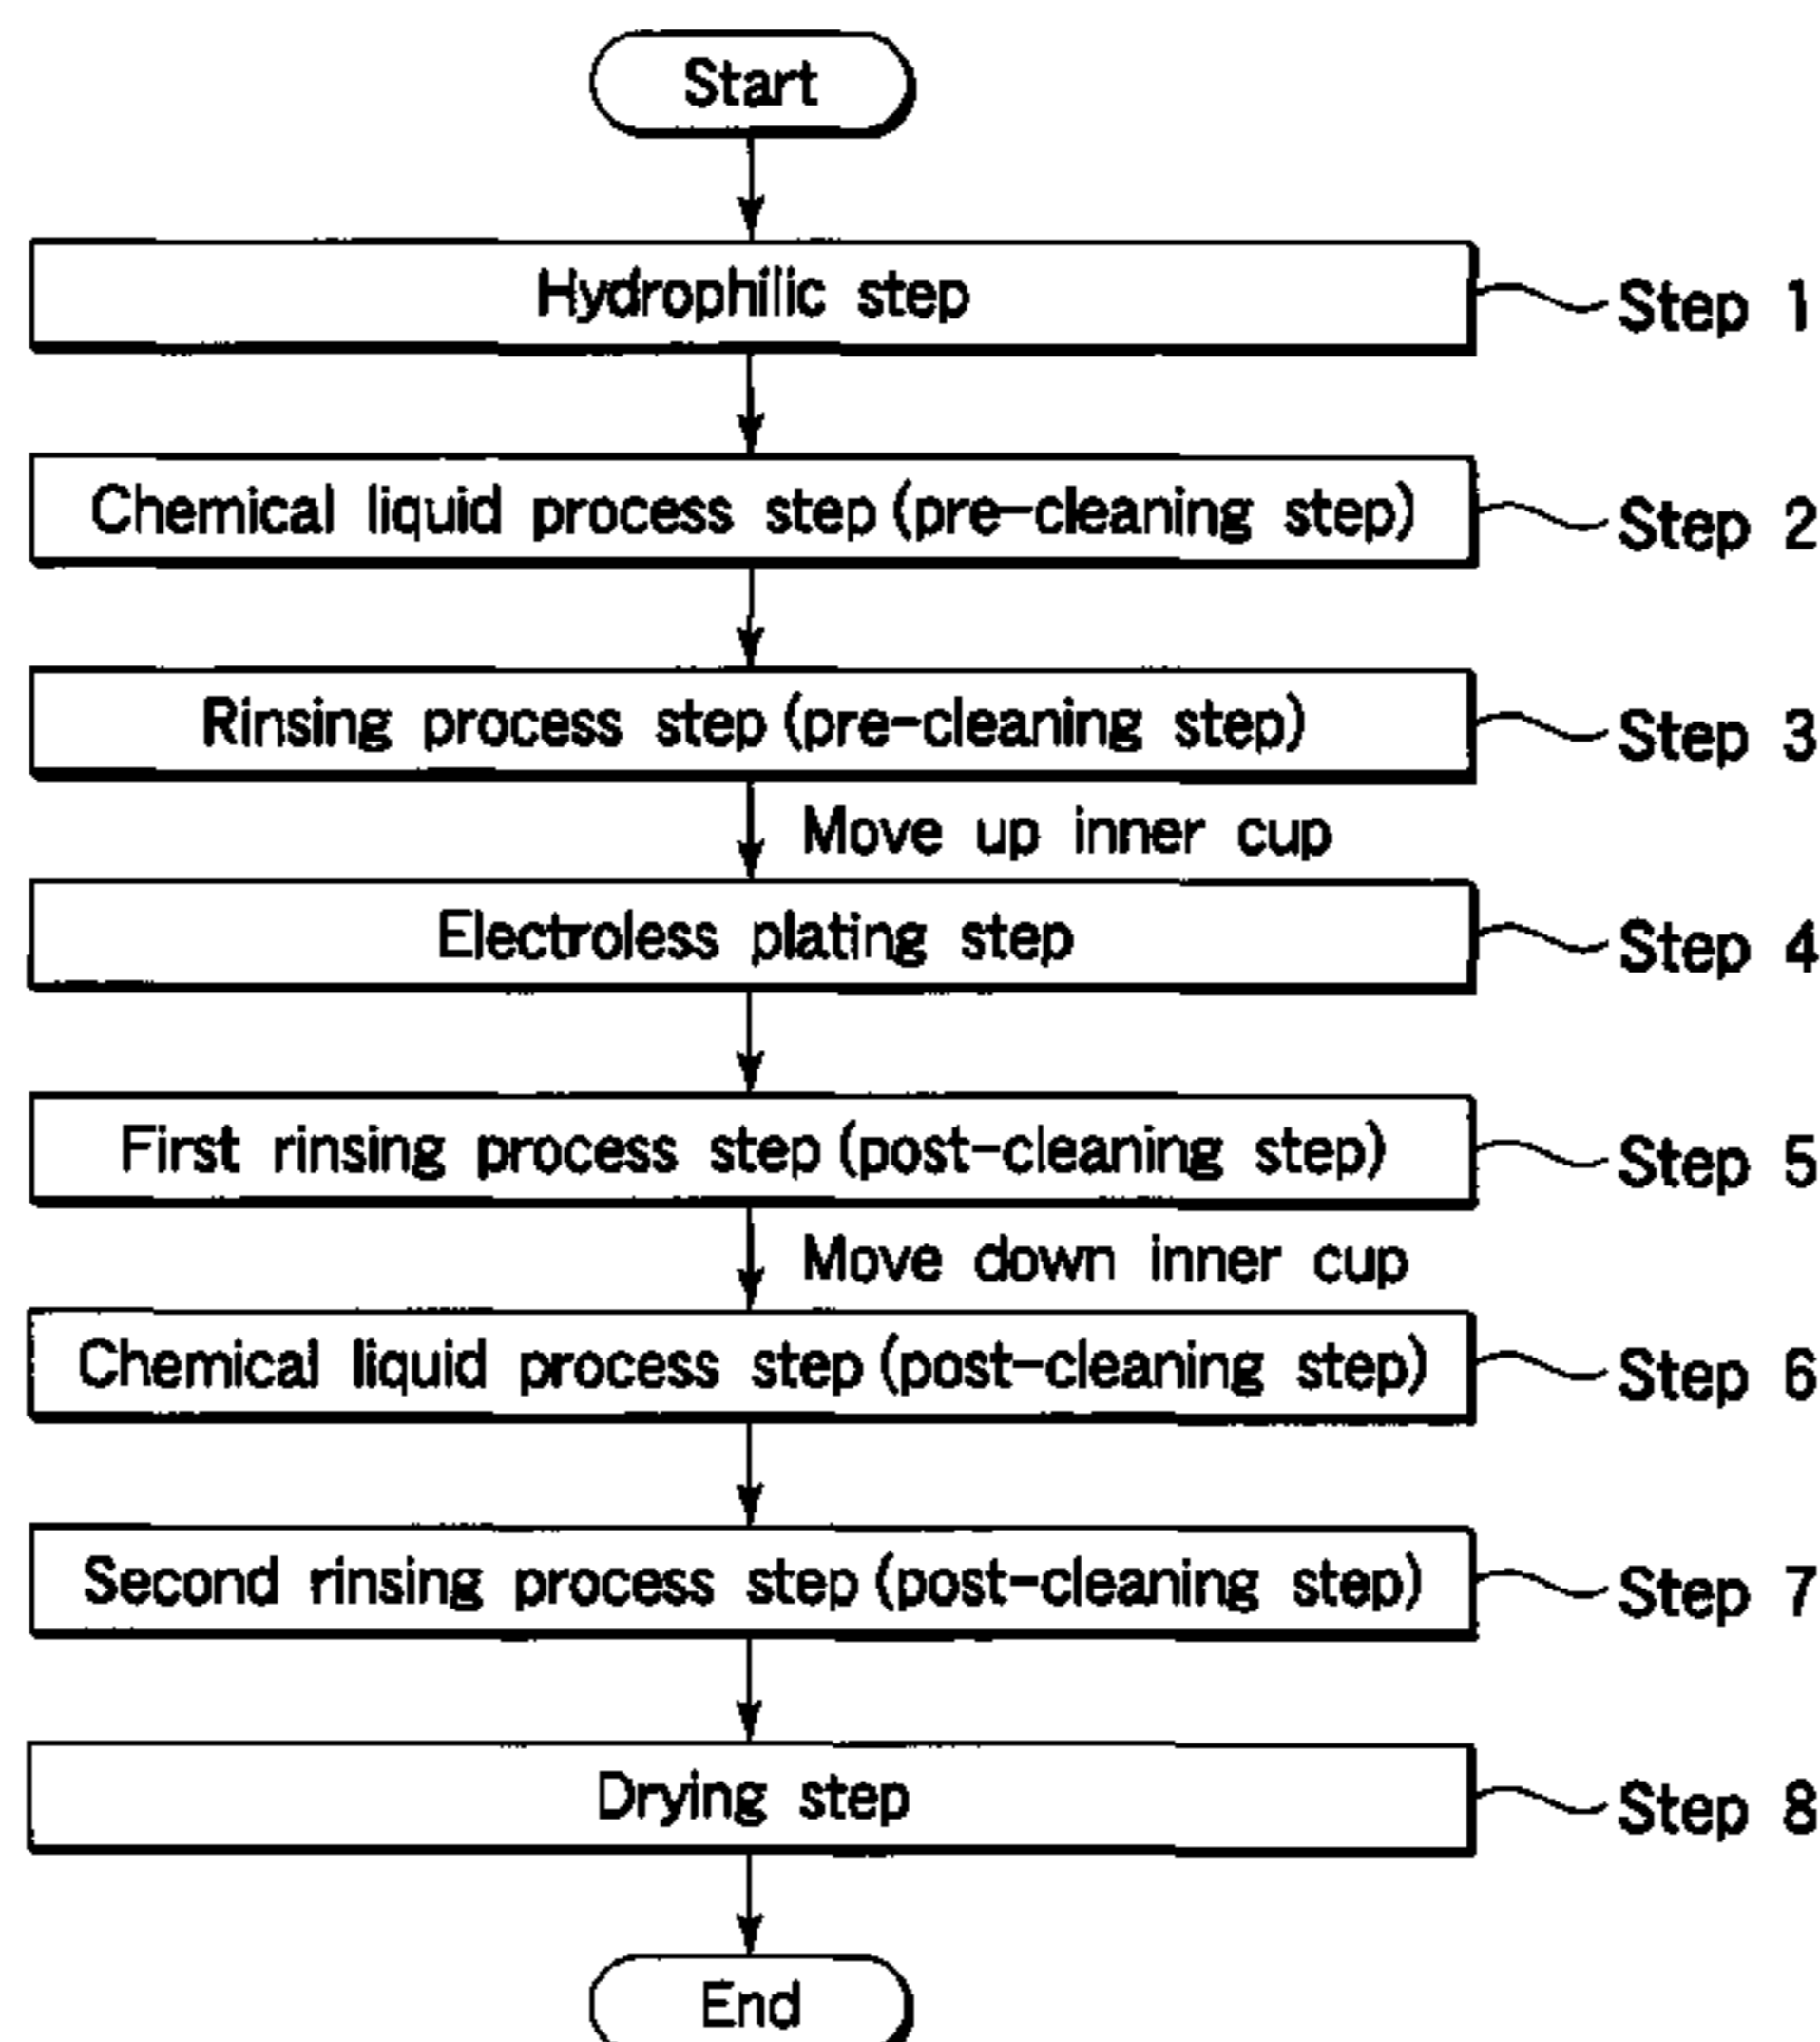 Start
Hydrophilic step
Step 1
Chemical liquid process step (pre-cleaning step)
Step 2
Rinsing process step (pre-cleaning step)
Step 3
Move up inner cup
Electroless plating step
Step 4
First rinsing process step (post-cleaning step)
Step 5
Move down inner cup
Chemical liquid process step (post-cleaning step)
Step 6
Second rinsing process step (post-cleaning step)
Step 7
Drying step
Step 8
End